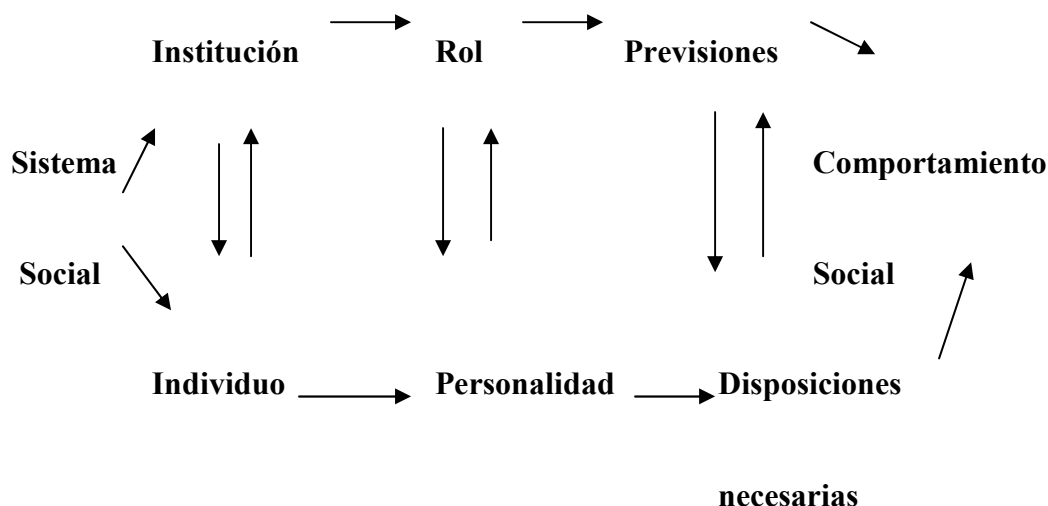 Institución Rol Previsiones
Sistema Comportamiento
Social Social
Individuo Personalidad Disposiciones
necesarias